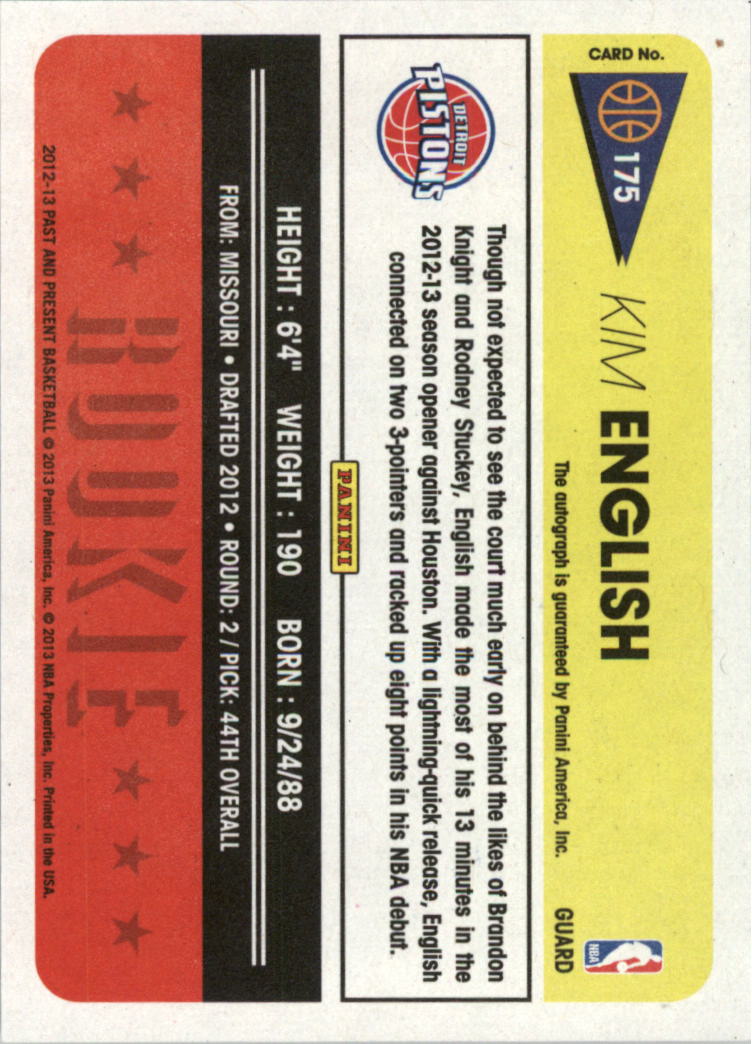 CARD No.
175
KIM ENGLISH
The autograph is guaranteed by Panini America, Inc.
GUARD
NBA
DETROIT
PISTONS
Though not expected to see the court much early on behind the likes of Brandon
Knight and Rodney Stuckey, English made the most of his 13 minutes in the
2012-13 season opener against Houston. With a lightning-quick release, English
connected on two 3-pointers and racked up eight points in his NBA debut.
PANINI
HEIGHT : 6'4" WEIGHT : 190 BORN : 9/24/88
FROM: MISSOURI • DRAFTED 2012 • ROUND: 2 / PICK: 44TH OVERALL
ROOKIE
2012-13 PAST AND PRESENT BASKETBALL © 2013 Panini America, Inc. © 2013 NBA Properties, Inc. Printed in the USA.